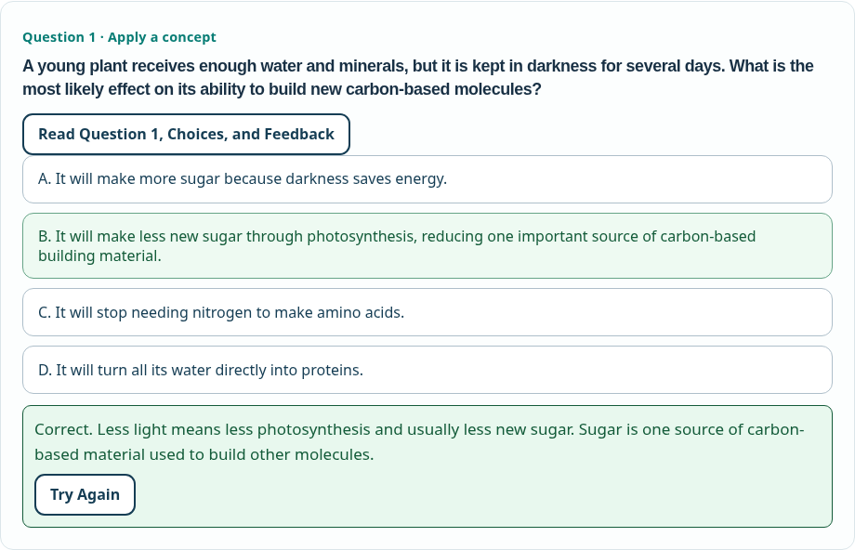 Question 1 · Apply a concept
A young plant receives enough water and minerals, but it is kept in darkness for several days. What is the
most likely effect on its ability to build new carbon-based molecules?
Read Question 1, Choices, and Feedback
A. It will make more sugar because darkness saves energy.
B. It will make less new sugar through photosynthesis, reducing one important source of carbon-based
building material.
C. It will stop needing nitrogen to make amino acids.
D. It will turn all its water directly into proteins.
Correct. Less light means less photosynthesis and usually less new sugar. Sugar is one source of carbon-
based material used to build other molecules.
Try Again